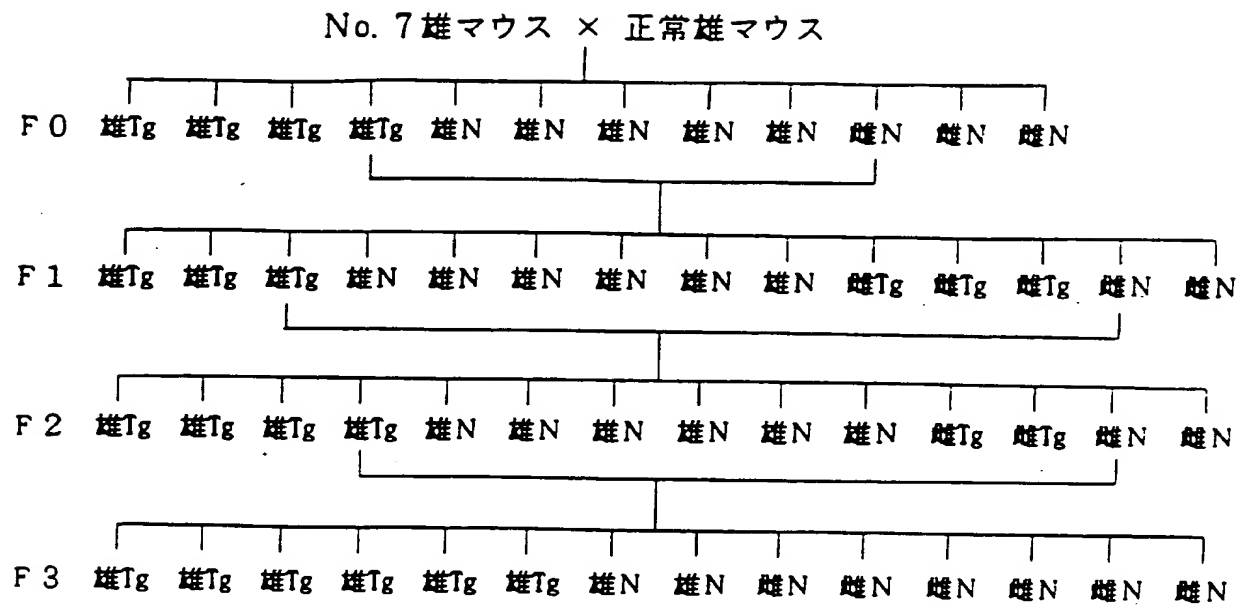 No. 7雄マウス × 正常雄マウス
F0 雄Tg 雄Tg 雄Tg 雄Tg 雄N 雄N 雄N 雄N 雄N 雌N 雌N 雌N
F1 雄Tg 雄Tg 雄Tg 雄N 雄N 雄N 雄N 雄N 雄N 雌Tg 雌Tg 雌Tg 雌N 雌N
F2 雄Tg 雄Tg 雄Tg 雄Tg 雄N 雄N 雄N 雄N 雄N 雄N 雌Tg 雌Tg 雌N 雌N
F3 雄Tg 雄Tg 雄Tg 雄Tg 雄Tg 雄Tg 雄N 雄N 雌N 雌N 雌N 雌N 雌N 雌N